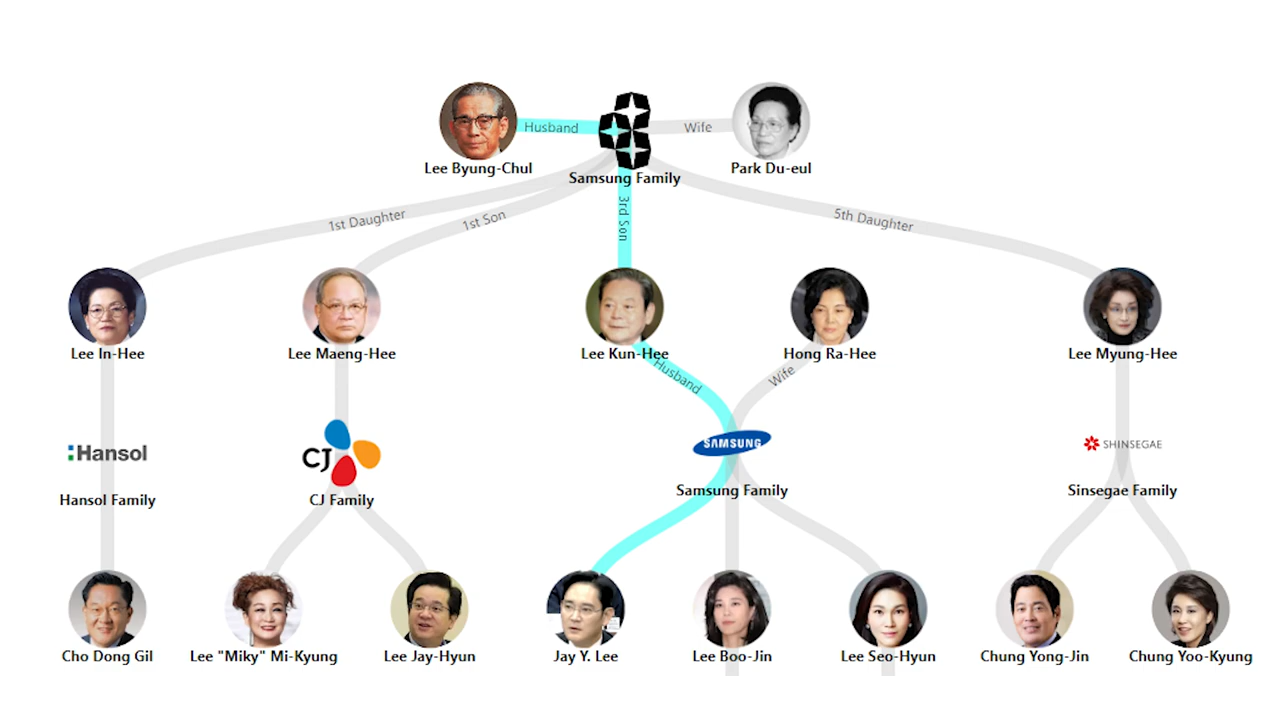 Husband
Wife
Lee Byung-Chul
Samsung Family
Park Du-eul
1st Daughter
1st Son
3rd Son
5th Daughter
Lee In-Hee
Lee Maeng-Hee
Lee Kun-Hee
Hong Ra-Hee
Lee Myung-Hee
Husband
Wife
Hansol
CJ
SAMSUNG
SHINSEGAE
Hansol Family
CJ Family
Samsung Family
Sinsegae Family
Cho Dong Gil
Lee "Miky" Mi-Kyung
Lee Jay-Hyun
Jay Y. Lee
Lee Boo-Jin
Lee Seo-Hyun
Chung Yong-Jin
Chung Yoo-Kyung